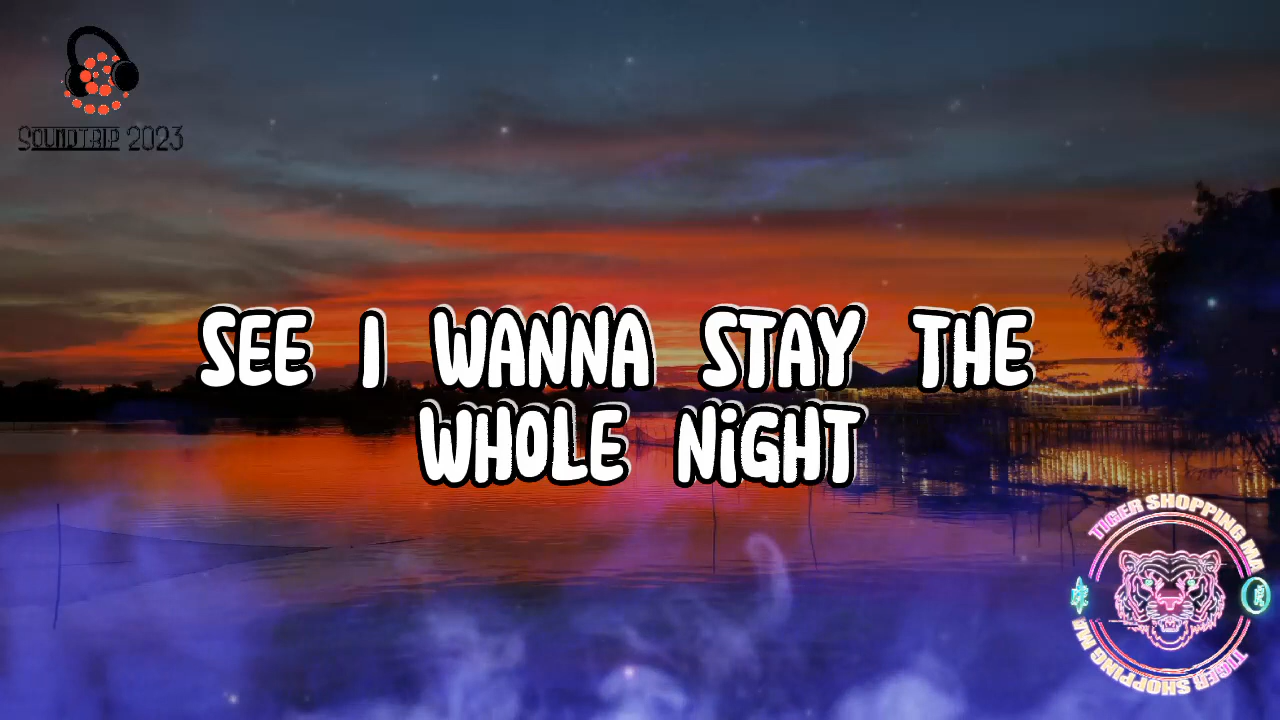 SOUNDTRIP 2023
SEE I WANNA STAY THE
WHOLE NIGHT
TIGER SHOPPING MA
TIGER SHOPPING MA